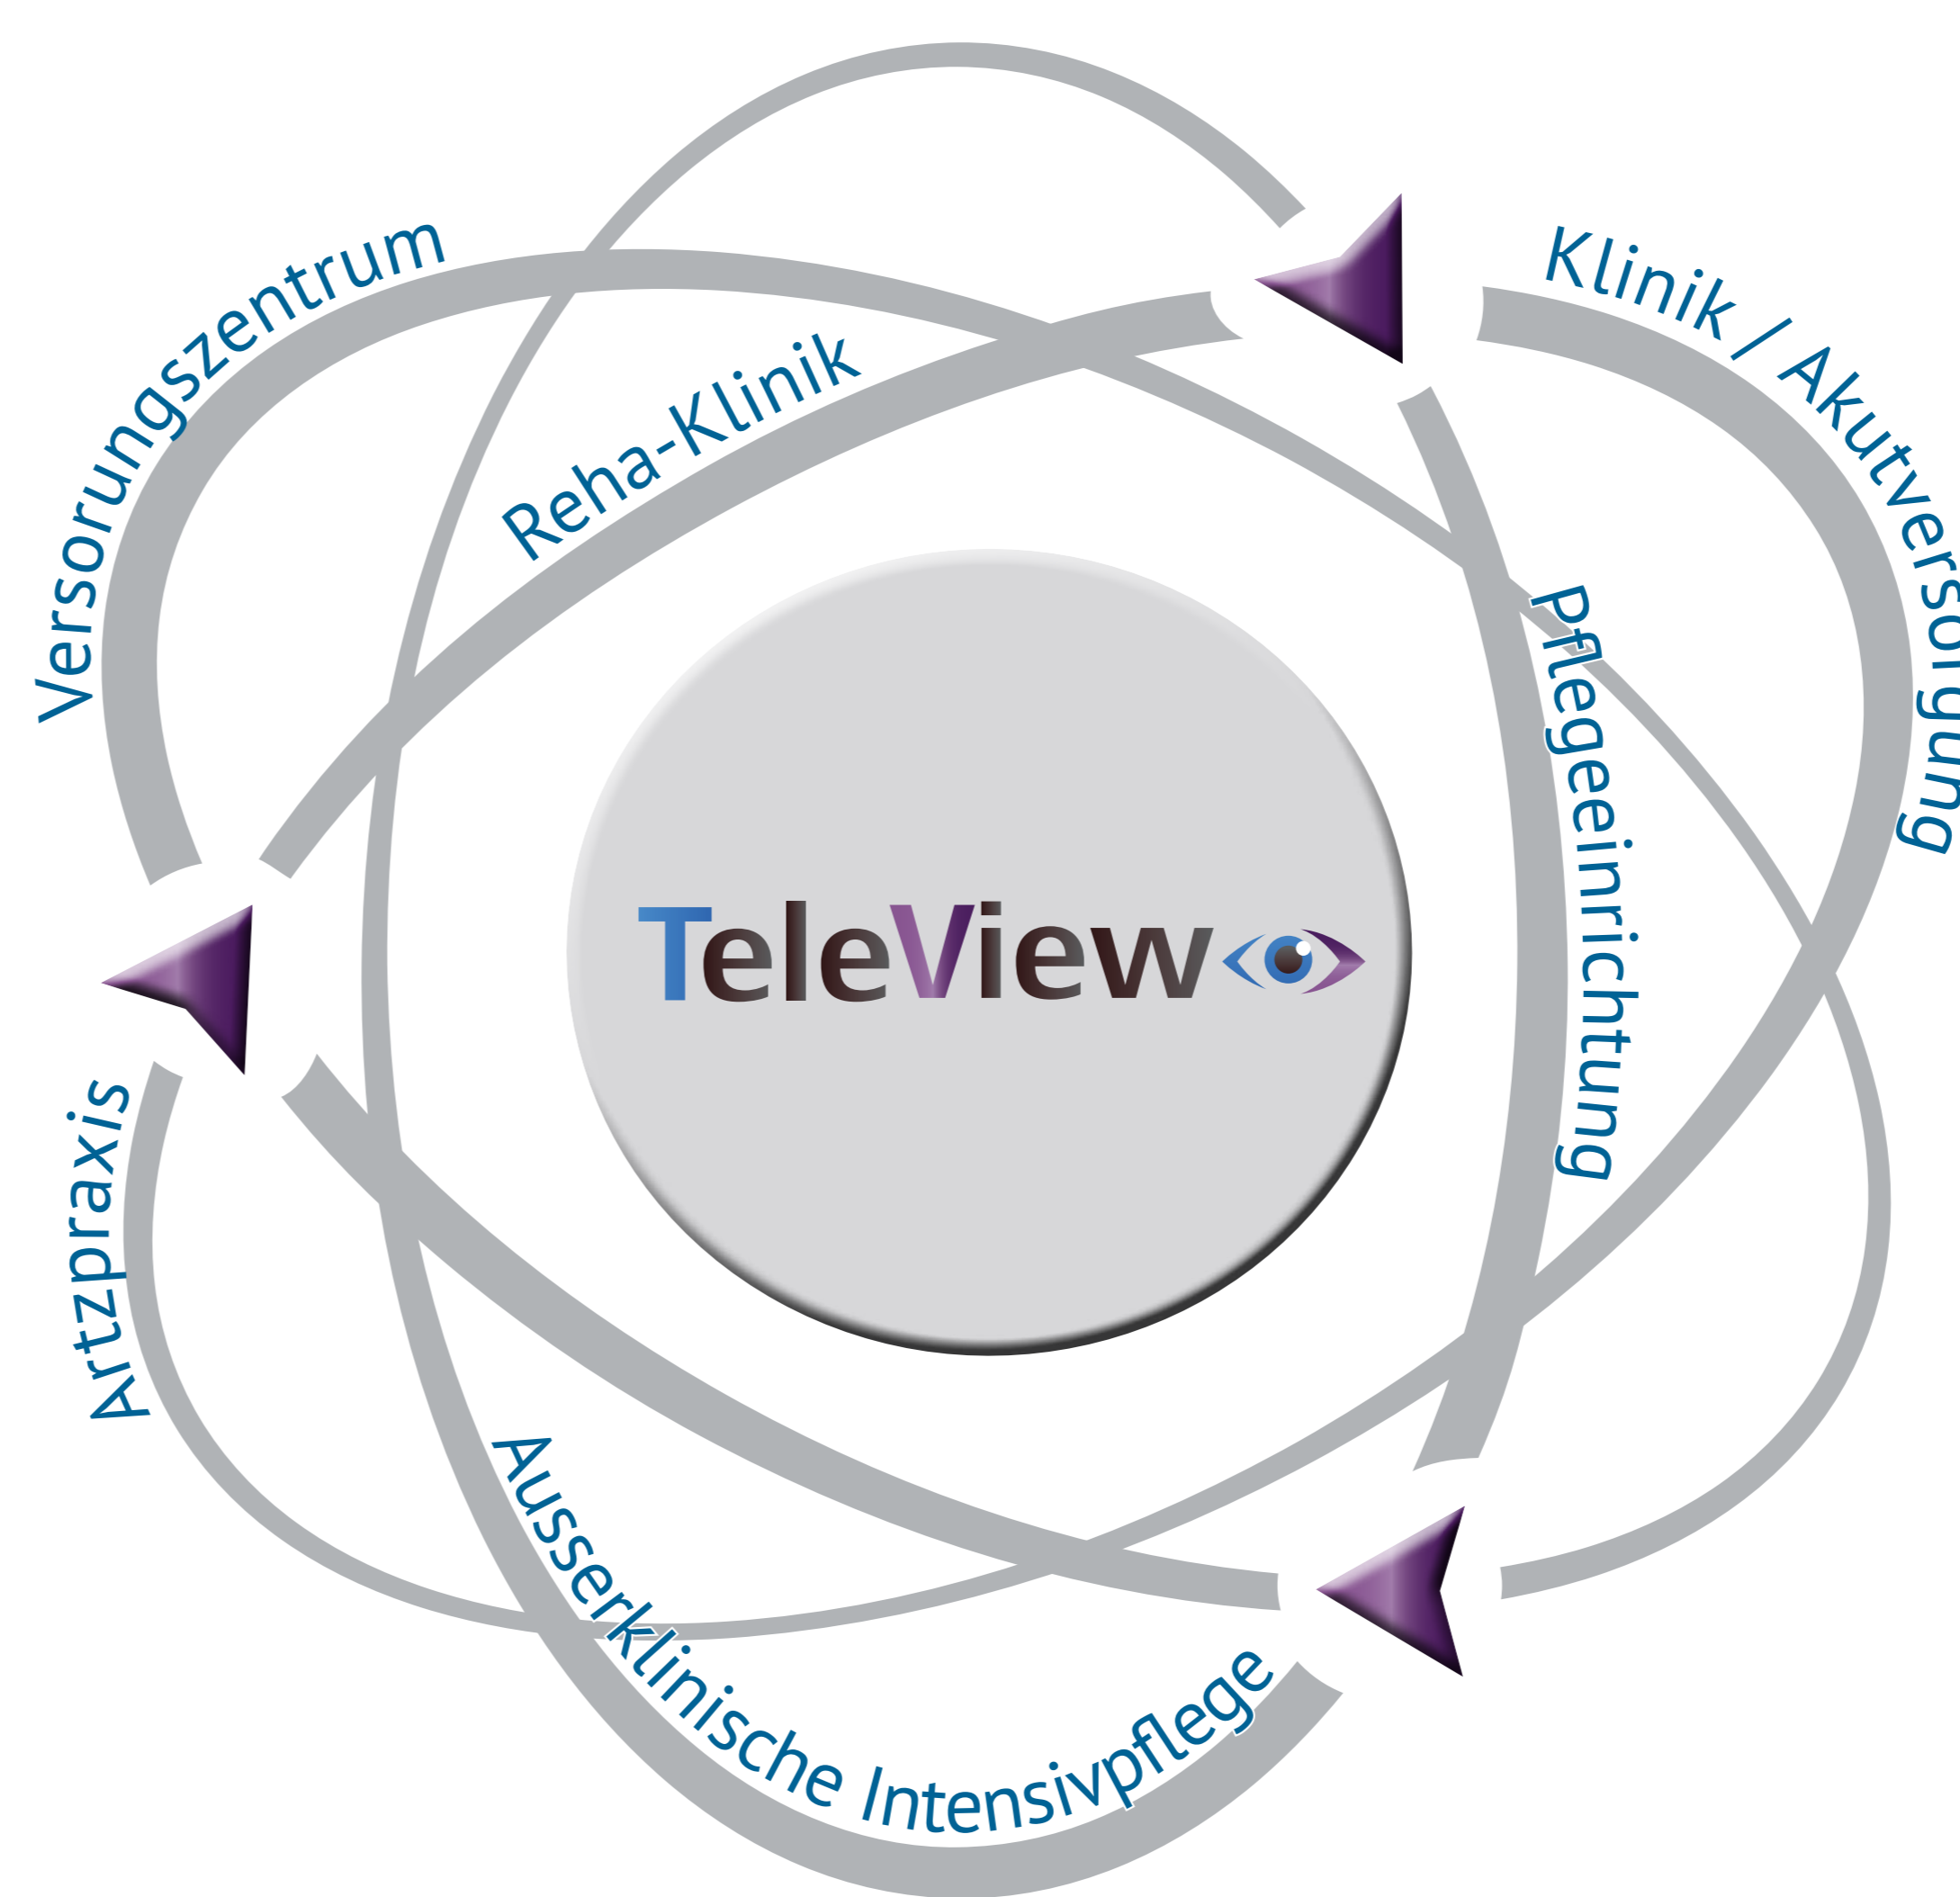 Versorungszentrum
Reha-Klinik
Klinik / Akutversorgung
Pflegeeinrichtung
TeleView
Artzpraxis
Ausserklinische Intensivpflege